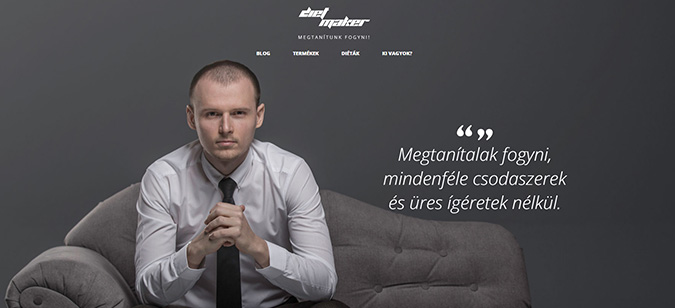 diet
maker
MEGTANÍTUNK FOGYNI!
BLOG TERMÉKEK DIÉTÁK KI VAGYOK?
“ ”
Megtanítalak fogyni,
mindenféle csodaszerek
és üres ígéretek nélkül.